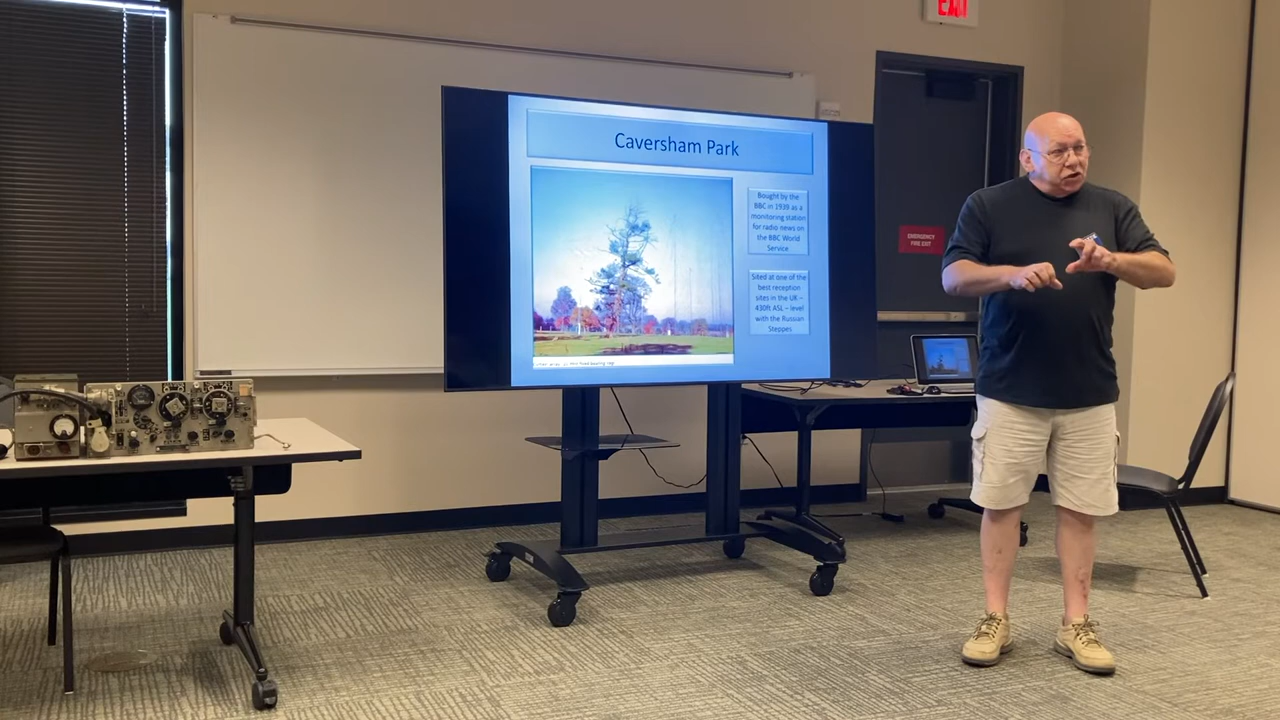 EXIT
Caversham Park
Bought by the
BBC in 1939 as a
monitoring station
for radio news on
the BBC World
Service
Sited at one of the
best reception
sites in the UK –
430ft ASL – level
with the Russian
Steppes
EMERGENCY
FIRE EXIT